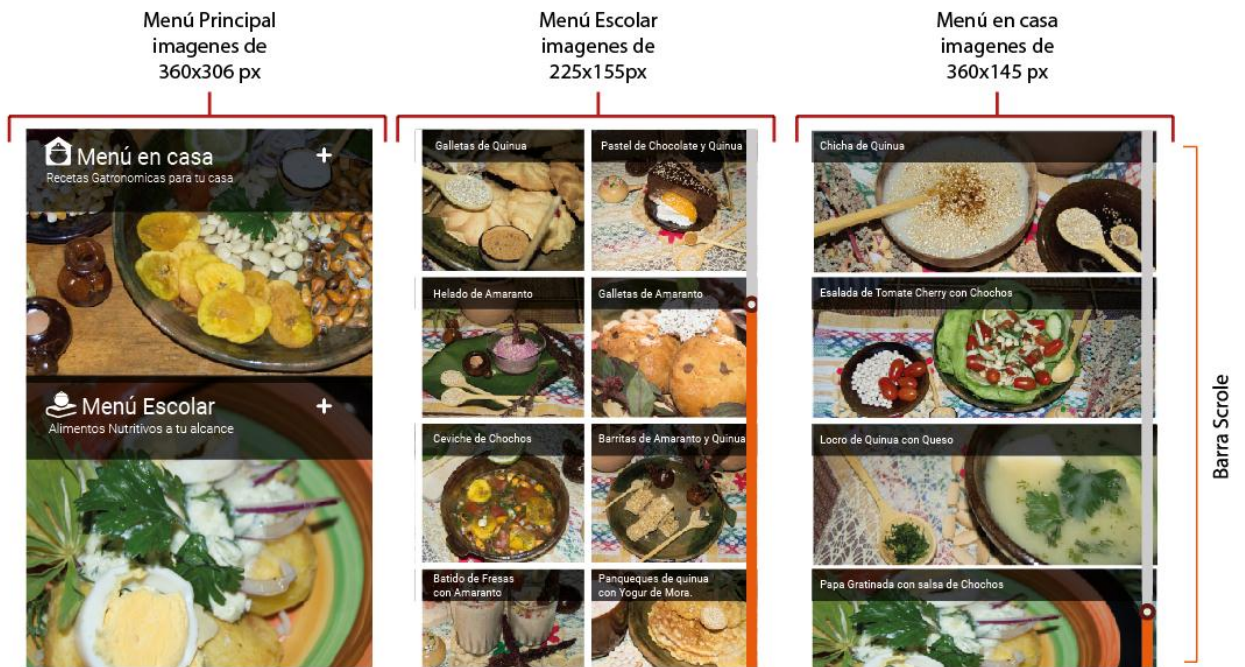 Menú Principal
imagenes de
360x306 px
Menú Escolar
imagenes de
225x155px
Menú en casa
imagenes de
360x145 px
Menú en casa
+
Recetas Gatronomicas para tu casa
Menú Escolar
+
Alimentos Nutritivos a tu alcance
Galletas de Quinua
Pastel de Chocolate y Quinua
Helado de Amaranto
Galletas de Amaranto
Ceviche de Chochos
Barritas de Amaranto y Quinua
Batido de Fresas
con Amaranto
Panqueques de quinua
con Yogur de Mora.
Chicha de Quinua
Esalada de Tomate Cherry con Chochos
Locro de Quinua con Queso
Papa Gratinada con salsa de Chochos
Barra Scrole